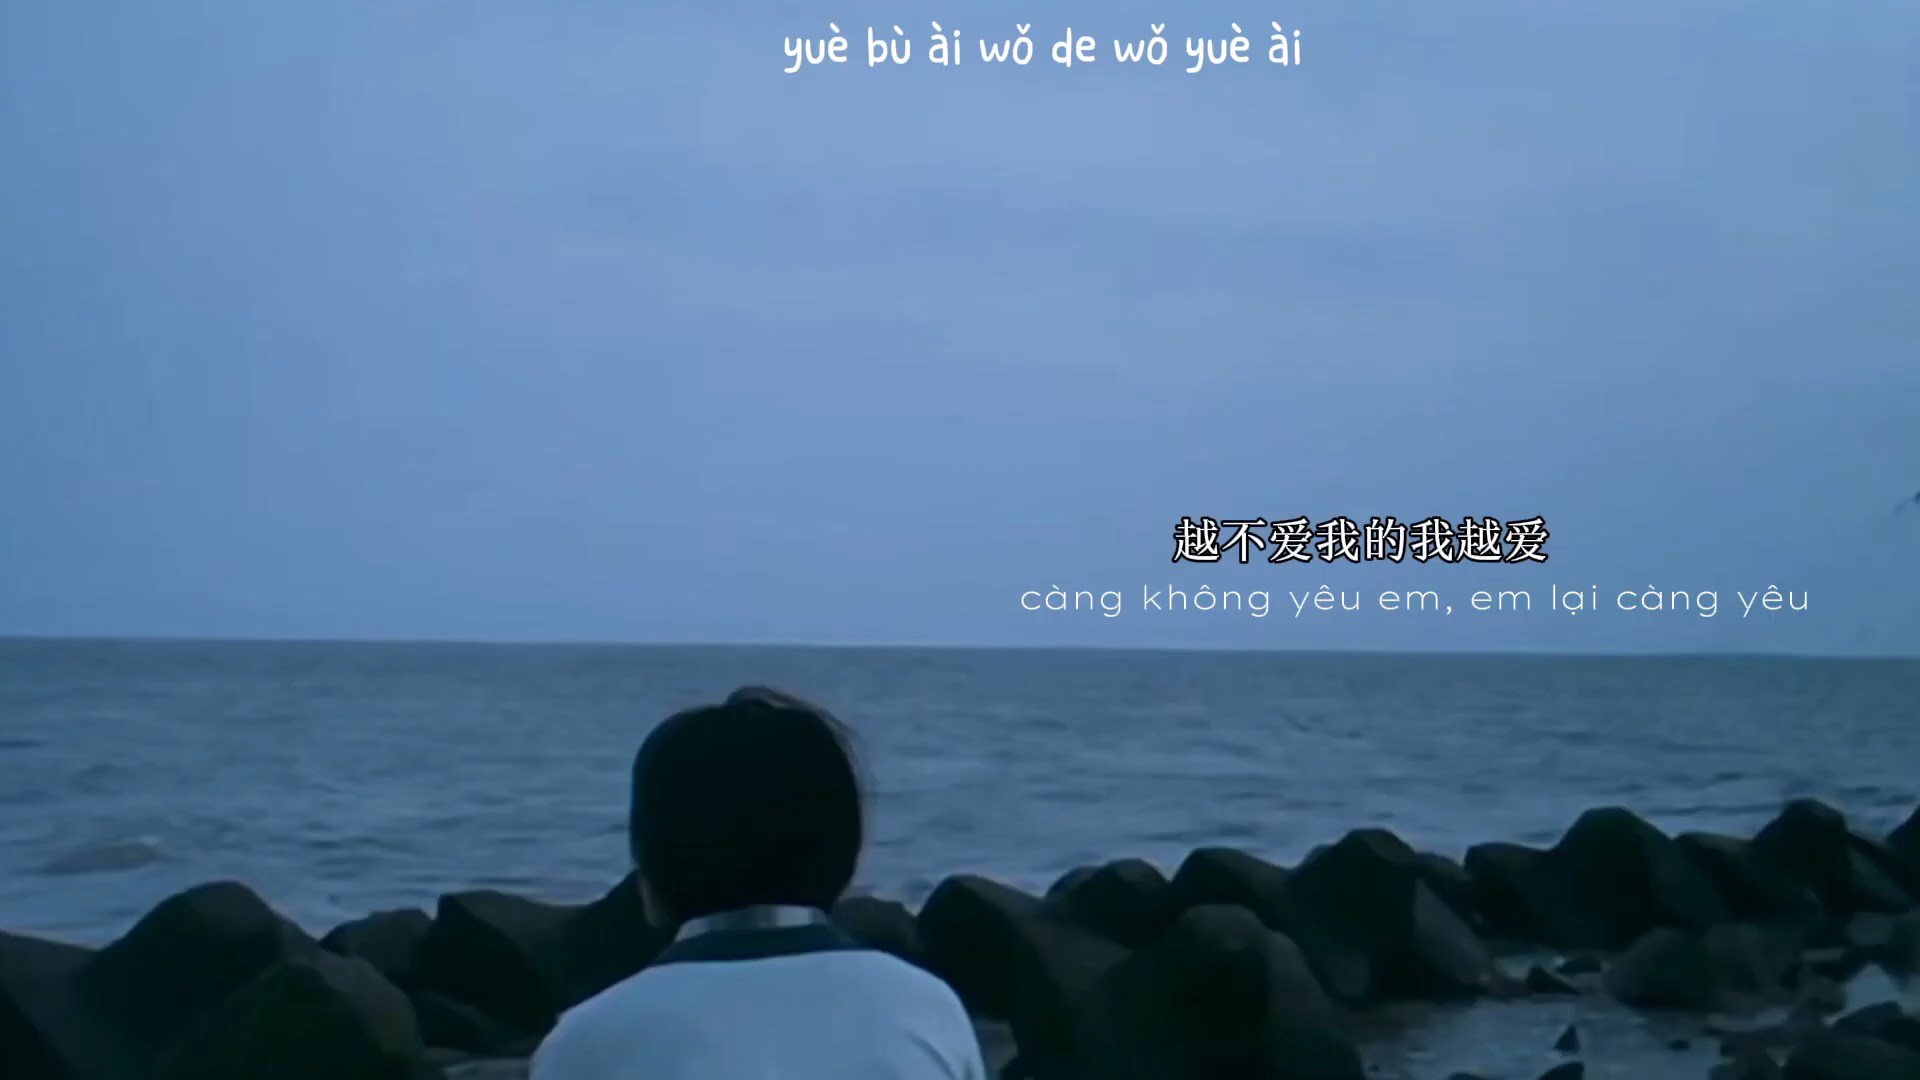 yuè bù ài wǒ de wǒ yuè ài
越不爱我的我越爱
càng không yêu em, em lại càng yêu